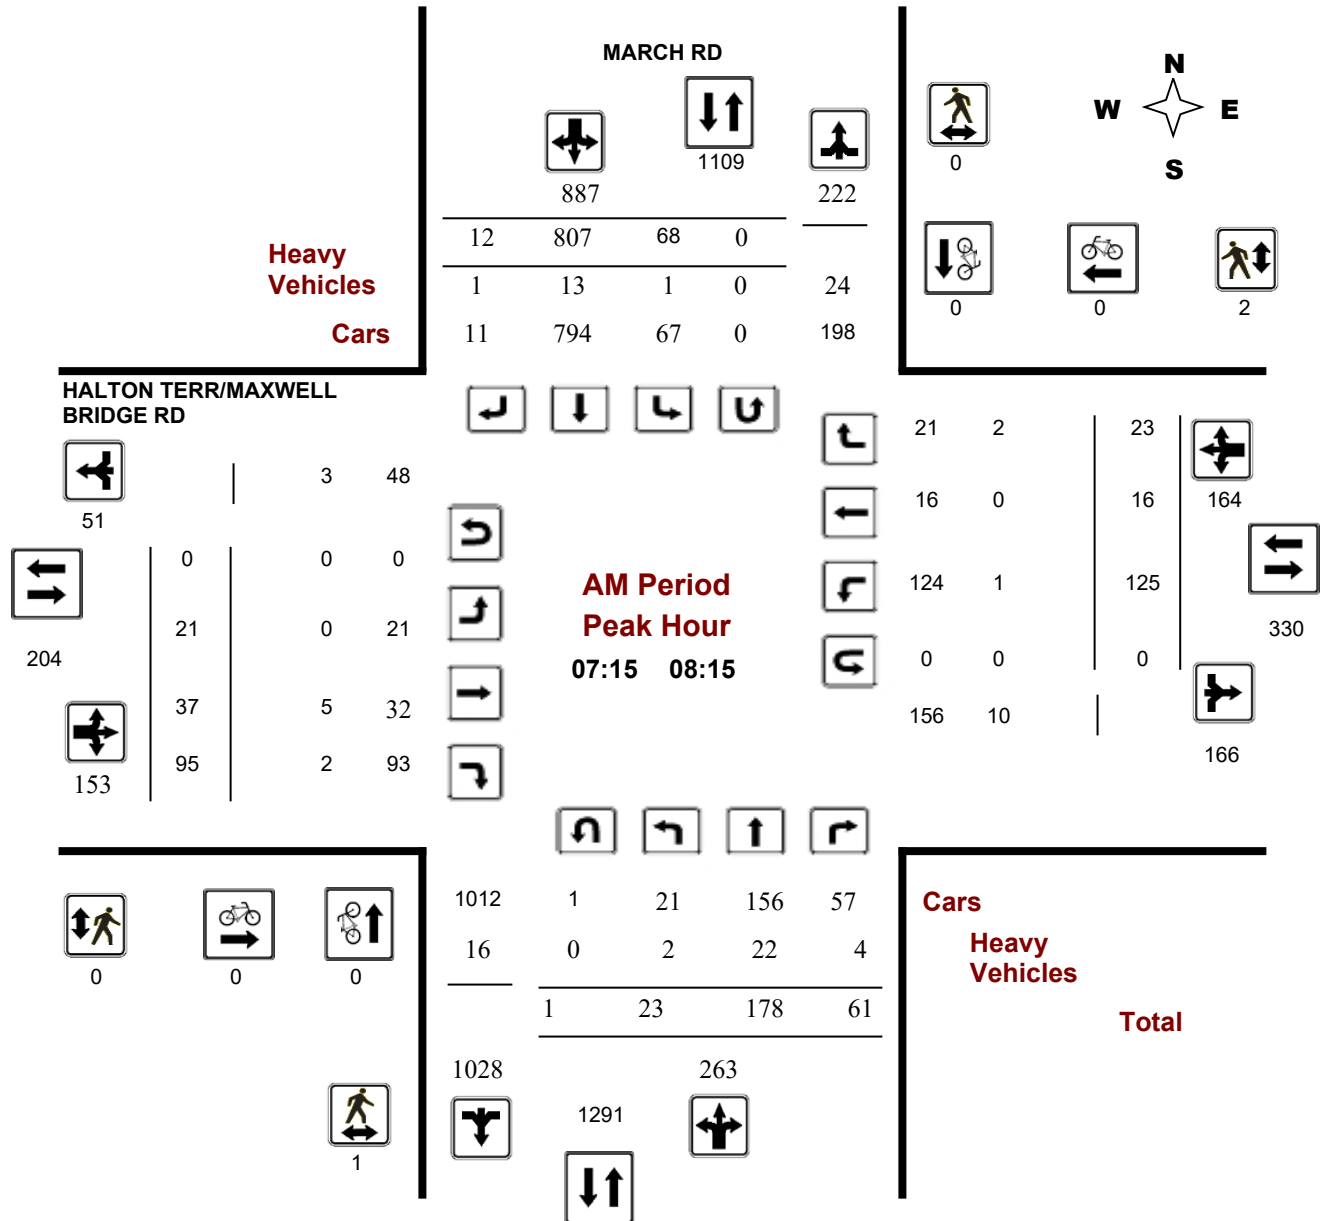 MARCH RD
N
W E
S
1109
0
887 222
12 807 68 0
Heavy
Vehicles 1 13 1 0 24
0 0 2
Cars 11 794 67 0 198
HALTON TERR/MAXWELL
BRIDGE RD
21 2 23
3 48
16 0 16 164
51
0 0 0
AM Period
124 1 125
Peak Hour
21 0 21
330
204
07:15 08:15
0 0 0
37 5 32
156 10
166
95 2 93
153
1012 1 21 156 57 Cars
16 0 2 22 4 Heavy
Vehicles
0 0 0
1 23 178 61
Total
1028 263
1291
1